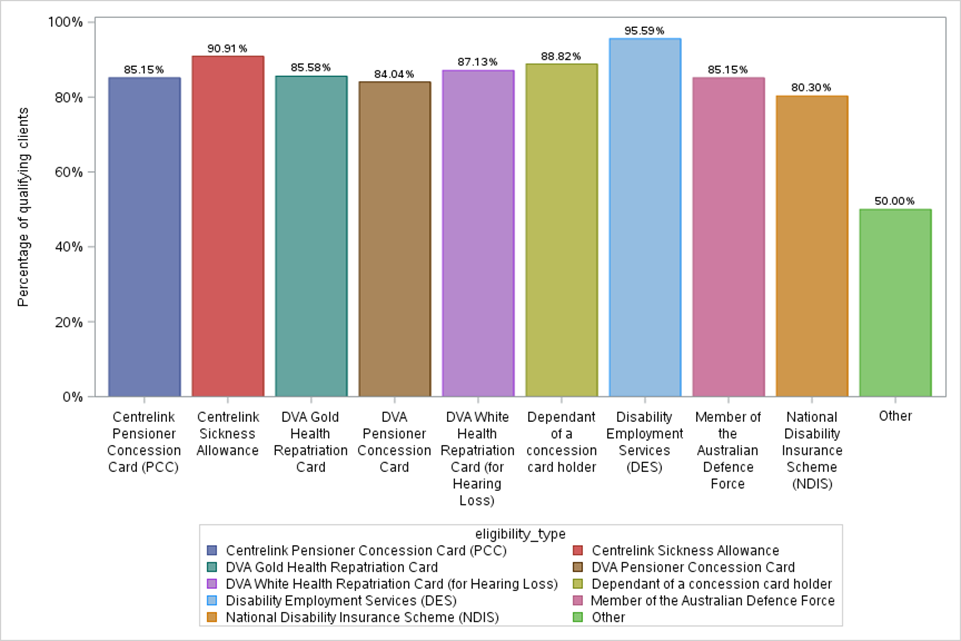 100%
80%
60%
40%
20%
0%
Percentage of qualifying clients
85.15%
90.91%
85.58%
84.04%
87.13%
88.82%
95.59%
85.15%
80.30%
50.00%
Centrelink
Pensioner
Concession
Card (PCC)
Centrelink
Sickness
Allowance
DVA Gold
Health
Repatriation
Card
DVA
Pensioner
Concession
Card
DVA White
Health
Repatriation
Card (for
Hearing
Loss)
Dependant
of a
concession
card holder
Disability
Employment
Services
(DES)
Member of
the
Australian
Defence
Force
National
Disability
Insurance
Scheme
(NDIS)
Other
eligibility_type
Centrelink Pensioner Concession Card (PCC)
Centrelink Sickness Allowance
DVA Gold Health Repatriation Card
DVA Pensioner Concession Card
DVA White Health Repatriation Card (for Hearing Loss)
Dependant of a concession card holder
Disability Employment Services (DES)
Member of the Australian Defence Force
National Disability Insurance Scheme (NDIS)
Other